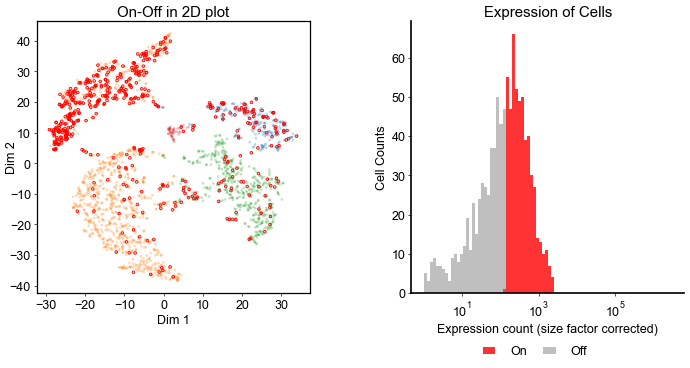 On-Off in 2D plot
Dim 2
40
30
20
10
0
−10
−20
−30
−40
−30 −20 −10 0 10 20 30
Dim 1
Expression of Cells
Cell Counts
60
50
40
30
20
10
0
10^1 10^3 10^5
Expression count (size factor corrected)
On Off